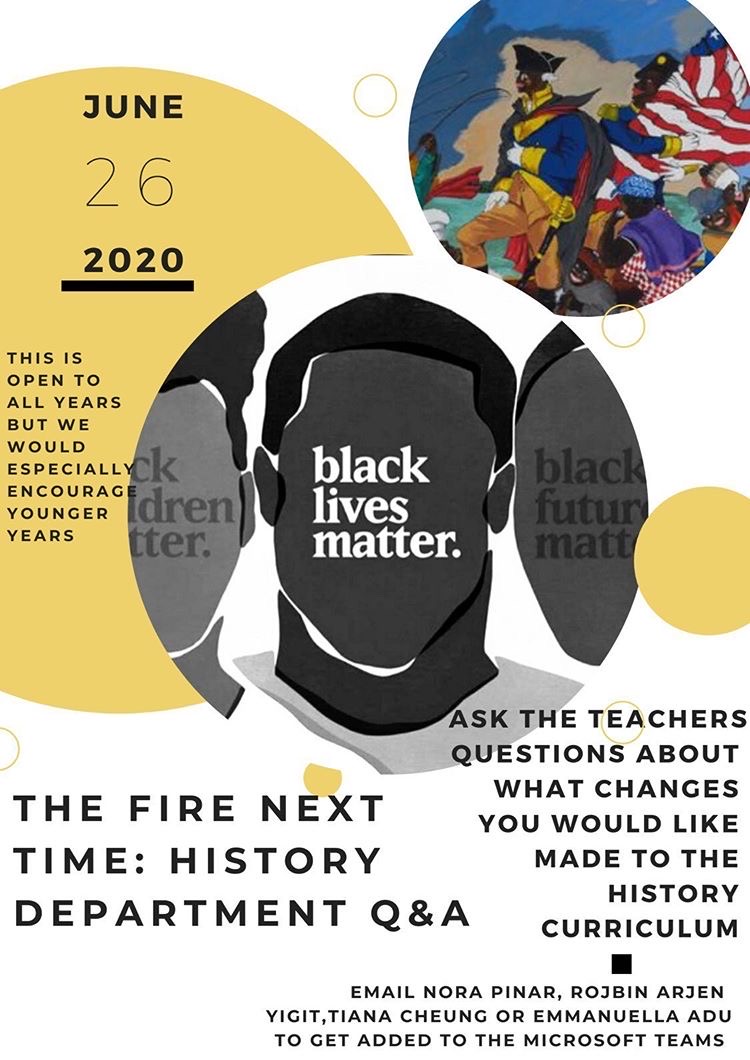 JUNE
26
2020
THIS IS
OPEN TO
ALL YEARS
BUT WE
WOULD
ESPECIALLY
ENCOURAGE
YOUNGER
YEARS
ck
ldren
tter.
black
lives
matter.
black
futur
matt
ASK THE TEACHERS
QUESTIONS ABOUT
WHAT CHANGES
YOU WOULD LIKE
MADE TO THE
HISTORY
CURRICULUM
THE FIRE NEXT
TIME: HISTORY
DEPARTMENT Q&A
EMAIL NORA PINAR, ROJBIN ARJEN
YIGIT,TIANA CHEUNG OR EMMANUELLA ADU
TO GET ADDED TO THE MICROSOFT TEAMS